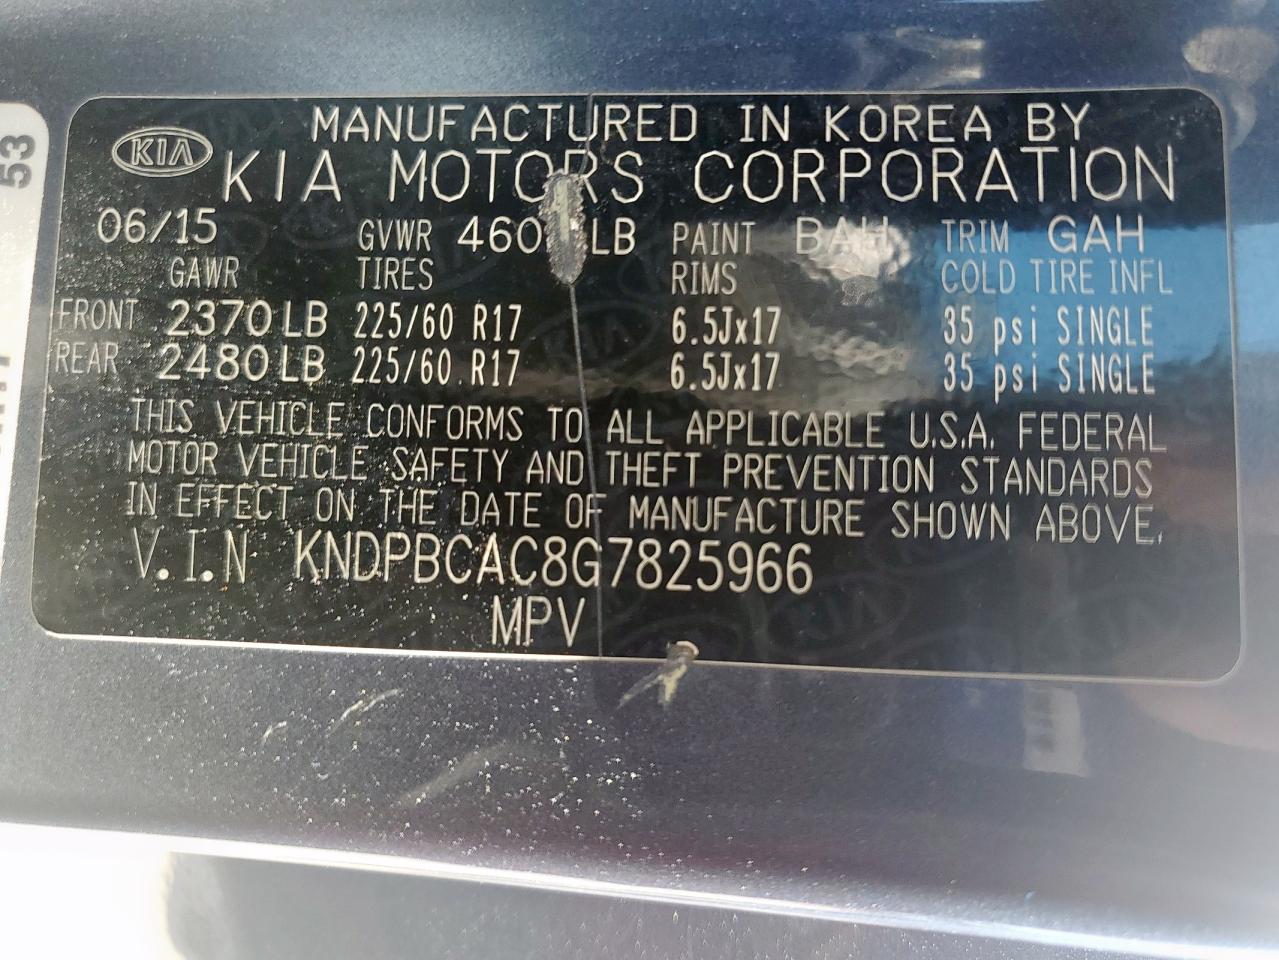 53
MANUFACTURED IN KOREA BY
KIA KIA MOTORS CORPORATION
06/15 GVWR LB PAINT BAH TRIM GAH
GAWR TIRES RIMS COLD TIRE INFL
FRONT 2370 LB 225/60 R17 6.5Jx17 35 psi SINGLE
REAR 2480 LB 225/60 R17 6.5Jx17 35 psi SINGLE
THIS VEHICLE CONFORMS TO ALL APPLICABLE U.S.A. FEDERAL
MOTOR VEHICLE SAFETY AND THEFT PREVENTION STANDARDS
IN EFFECT ON THE DATE OF MANUFACTURE SHOWN ABOVE.
V.I.N KNDPBCAC8G7825966
MPV